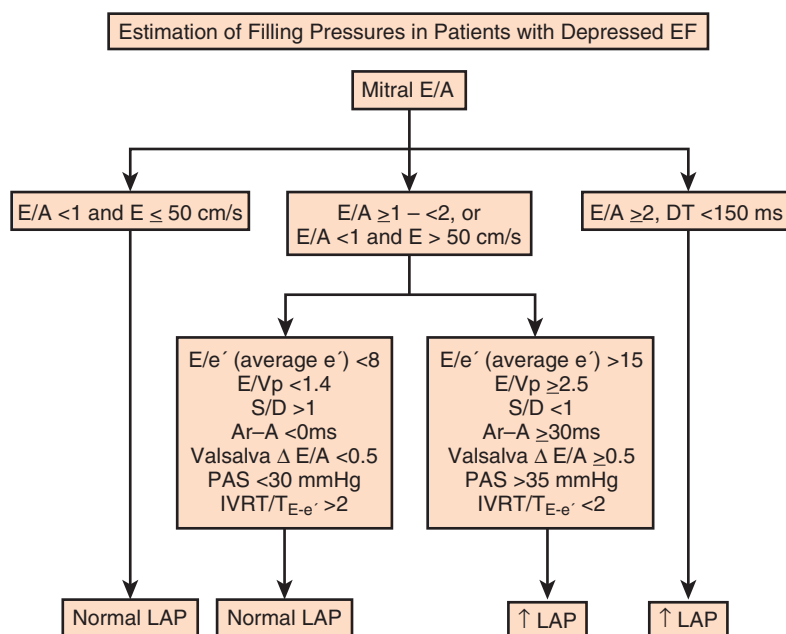 Estimation of Filling Pressures in Patients with Depressed EF
Mitral E/A
E/A <1 and E ≤ 50 cm/s
E/A ≥1 – <2, or
E/A <1 and E > 50 cm/s
E/A ≥2, DT <150 ms
E/e´ (average e´) <8
E/Vp <1.4
S/D >1
Ar–A <0ms
Valsalva Δ E/A <0.5
PAS <30 mmHg
IVRT/T_E-e´ >2
E/e´ (average e´) >15
E/Vp ≥2.5
S/D <1
Ar–A ≥30ms
Valsalva Δ E/A ≥0.5
PAS >35 mmHg
IVRT/T_E-e´ <2
Normal LAP
Normal LAP
↑ LAP
↑ LAP